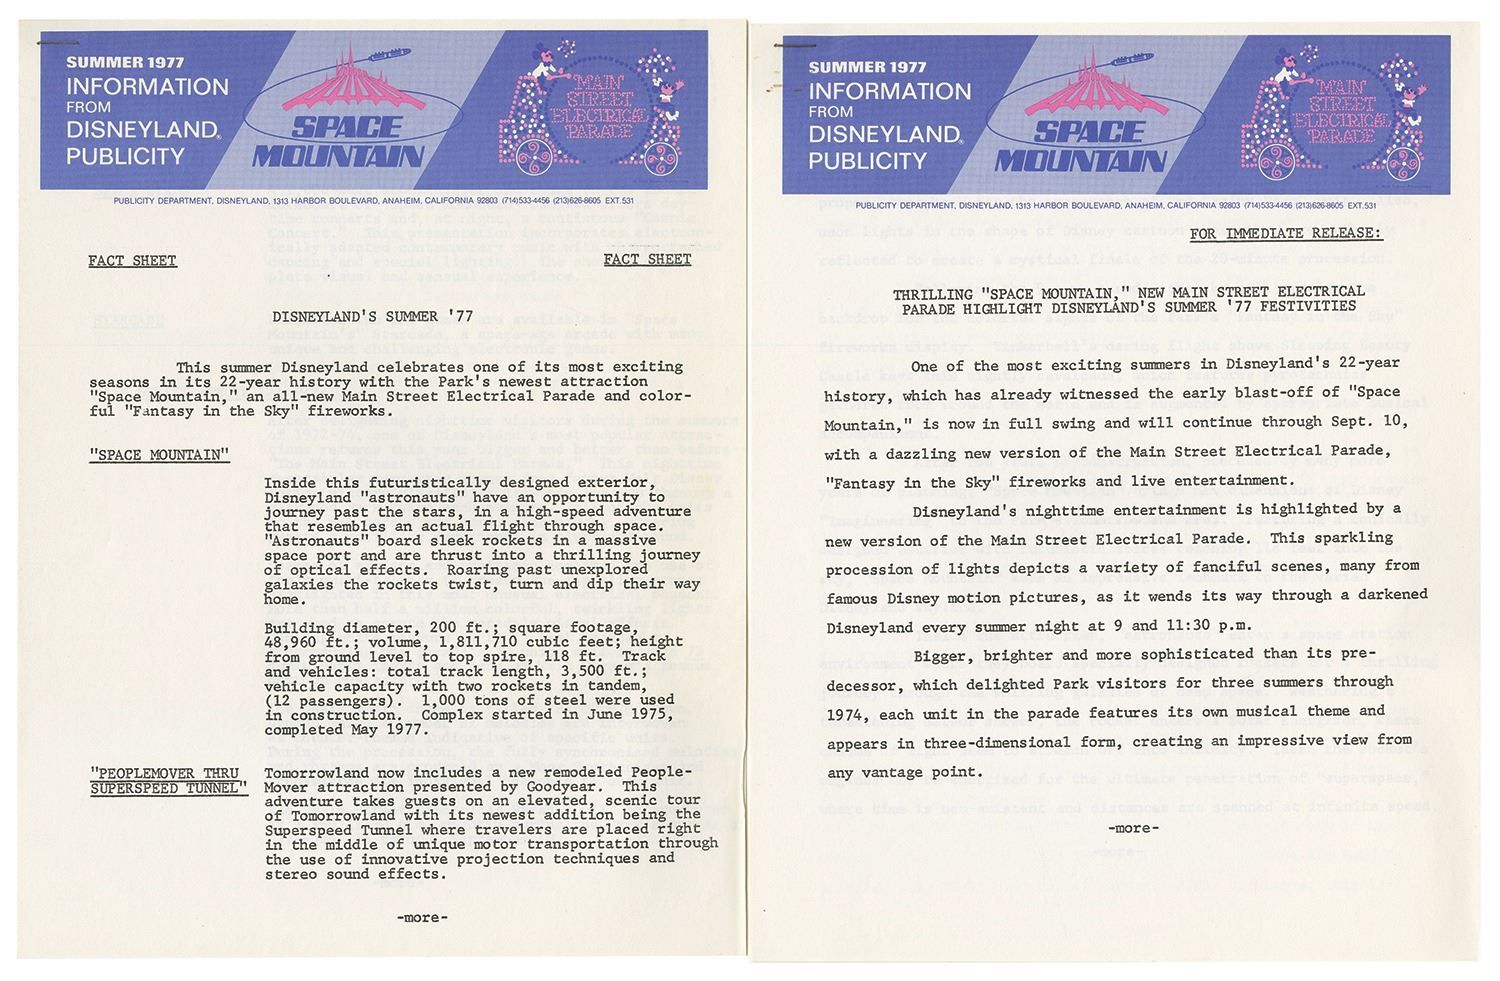 SUMMER 1977
INFORMATION
FROM
DISNEYLAND®
PUBLICITY
SPACE
MOUNTAIN
MAIN
STREET
ELECTRICAL
PARADE
PUBLICITY DEPARTMENT, DISNEYLAND, 1313 HARBOR BOULEVARD, ANAHEIM, CALIFORNIA 92803 (714)533-4456 (213)626-8605 EXT.531
FACT SHEET FACT SHEET
DISNEYLAND'S SUMMER '77
This summer Disneyland celebrates one of its most exciting
seasons in its 22-year history with the Park's newest attraction
"Space Mountain," an all-new Main Street Electrical Parade and color-
ful "Fantasy in the Sky" fireworks.
"SPACE MOUNTAIN"
Inside this futuristically designed exterior,
Disneyland "astronauts" have an opportunity to
journey past the stars, in a high-speed adventure
that resembles an actual flight through space.
"Astronauts" board sleek rockets in a massive
space port and are thrust into a thrilling journey
of optical effects. Roaring past unexplored
galaxies the rockets twist, turn and dip their way
home.
Building diameter, 200 ft.; square footage,
48,960 ft.; volume, 1,811,710 cubic feet; height
from ground level to top spire, 118 ft. Track
and vehicles: total track length, 3,500 ft.;
vehicle capacity with two rockets in tandem,
(12 passengers). 1,000 tons of steel were used
in construction. Complex started in June 1975,
completed May 1977.
"PEOPLEMOVER THRU
SUPERSPEED TUNNEL"
Tomorrowland now includes a new remodeled People-
Mover attraction presented by Goodyear. This
adventure takes guests on an elevated, scenic tour
of Tomorrowland with its newest addition being the
Superspeed Tunnel where travelers are placed right
in the middle of unique motor transportation through
the use of innovative projection techniques and
stereo sound effects.
-more-
SUMMER 1977
INFORMATION
FROM
DISNEYLAND®
PUBLICITY
SPACE
MOUNTAIN
MAIN
STREET
ELECTRICAL
PARADE
PUBLICITY DEPARTMENT, DISNEYLAND, 1313 HARBOR BOULEVARD, ANAHEIM, CALIFORNIA 92803 (714)533-4456 (213)626-8605 EXT.531
FOR IMMEDIATE RELEASE:
THRILLING "SPACE MOUNTAIN," NEW MAIN STREET ELECTRICAL
PARADE HIGHLIGHT DISNEYLAND'S SUMMER '77 FESTIVITIES
One of the most exciting summers in Disneyland's 22-year
history, which has already witnessed the early blast-off of "Space
Mountain," is now in full swing and will continue through Sept. 10,
with a dazzling new version of the Main Street Electrical Parade,
"Fantasy in the Sky" fireworks and live entertainment.
Disneyland's nighttime entertainment is highlighted by a
new version of the Main Street Electrical Parade. This sparkling
procession of lights depicts a variety of fanciful scenes, many from
famous Disney motion pictures, as it wends its way through a darkened
Disneyland every summer night at 9 and 11:30 p.m.
Bigger, brighter and more sophisticated than its pre-
decessor, which delighted Park visitors for three summers through
1974, each unit in the parade features its own musical theme and
appears in three-dimensional form, creating an impressive view from
any vantage point.
-more-